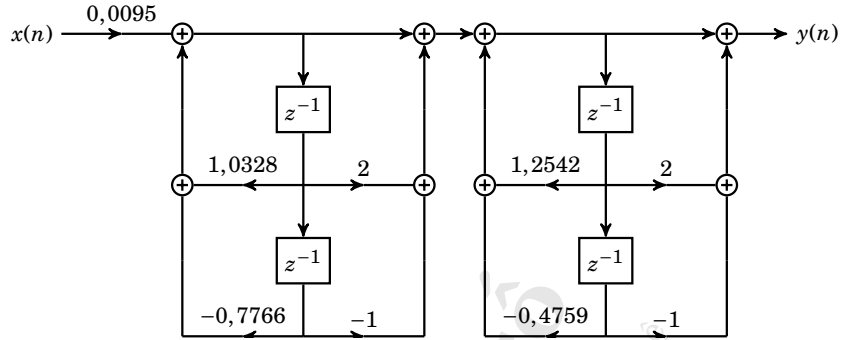 0,0095
x(n) + + + + y(n)
z⁻¹ z⁻¹
1,0328 2 1,2542 2
+ + + +
z⁻¹ z⁻¹
−0,7766 −1 −0,4759 −1